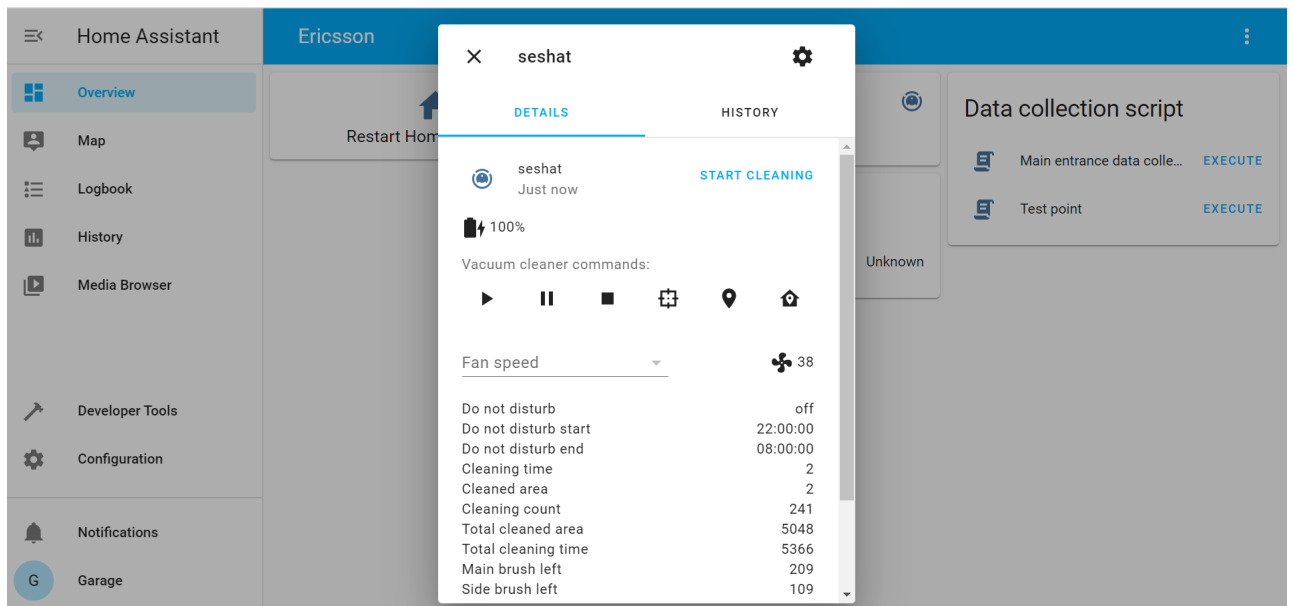 Home Assistant
Overview
Map
Logbook
History
Media Browser
Developer Tools
Configuration
Notifications
G Garage
Ericsson
Restart Hom
seshat
DETAILS HISTORY
seshat
Just now
START CLEANING
100%
Vacuum cleaner commands:
Fan speed 38
Do not disturb off
Do not disturb start 22:00:00
Do not disturb end 08:00:00
Cleaning time 2
Cleaned area 2
Cleaning count 241
Total cleaned area 5048
Total cleaning time 5366
Main brush left 209
Side brush left 109
Unknown
Data collection script
Main entrance data colle... EXECUTE
Test point EXECUTE